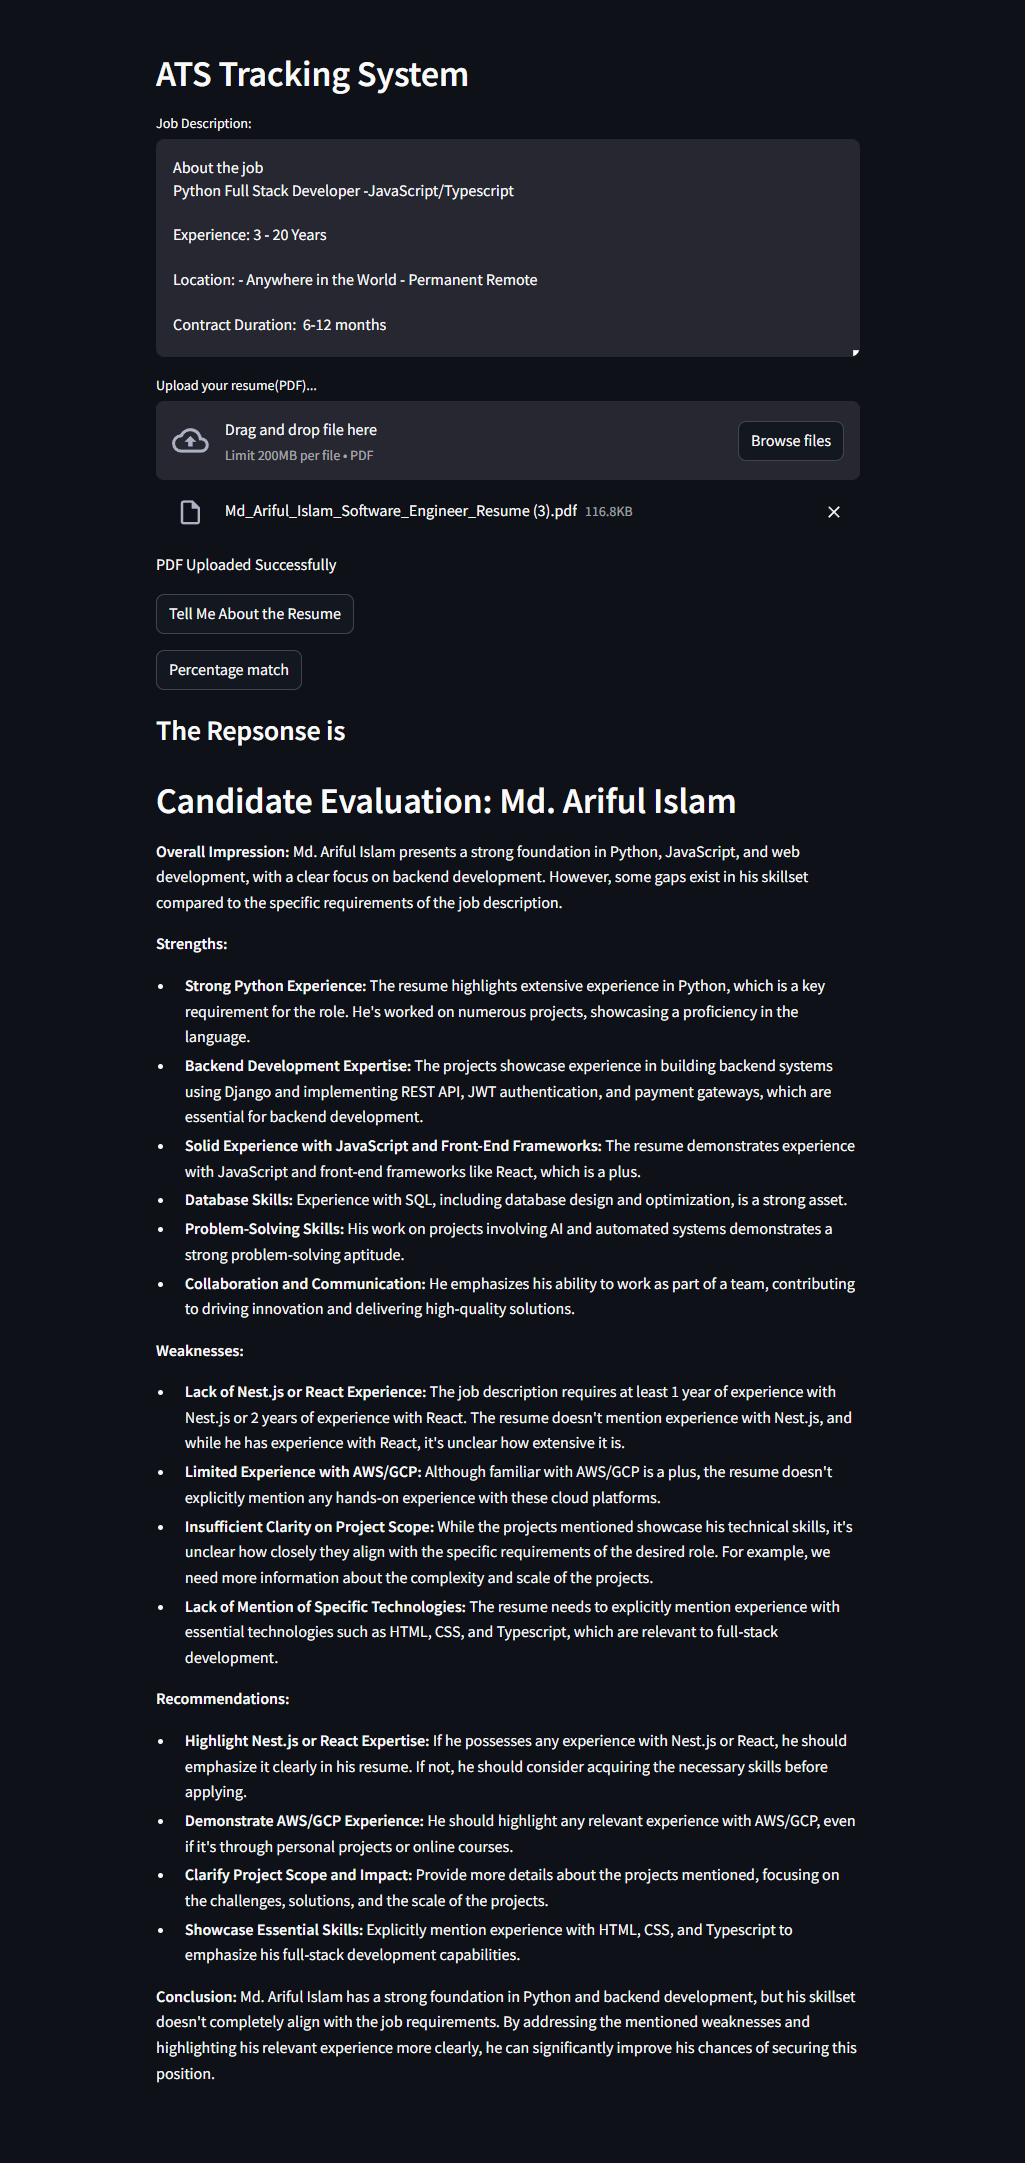 ATS Tracking System
Job Description:
About the job
Python Full Stack Developer -JavaScript/Typescript
Experience: 3 - 20 Years
Location: - Anywhere in the World - Permanent Remote
Contract Duration:  6-12 months
Upload your resume(PDF)...
Drag and drop file here
Limit 200MB per file • PDF
Browse files
Md_Ariful_Islam_Software_Engineer_Resume (3).pdf 116.8KB
PDF Uploaded Successfully
Tell Me About the Resume
Percentage match
The Repsonse is
Candidate Evaluation: Md. Ariful Islam
Overall Impression: Md. Ariful Islam presents a strong foundation in Python, JavaScript, and web
development, with a clear focus on backend development. However, some gaps exist in his skillset
compared to the specific requirements of the job description.
Strengths:
• Strong Python Experience: The resume highlights extensive experience in Python, which is a key
requirement for the role. He's worked on numerous projects, showcasing a proficiency in the
language.
• Backend Development Expertise: The projects showcase experience in building backend systems
using Django and implementing REST API, JWT authentication, and payment gateways, which are
essential for backend development.
• Solid Experience with JavaScript and Front-End Frameworks: The resume demonstrates experience
with JavaScript and front-end frameworks like React, which is a plus.
• Database Skills: Experience with SQL, including database design and optimization, is a strong asset.
• Problem-Solving Skills: His work on projects involving AI and automated systems demonstrates a
strong problem-solving aptitude.
• Collaboration and Communication: He emphasizes his ability to work as part of a team, contributing
to driving innovation and delivering high-quality solutions.
Weaknesses:
• Lack of Nest.js or React Experience: The job description requires at least 1 year of experience with
Nest.js or 2 years of experience with React. The resume doesn't mention experience with Nest.js, and
while he has experience with React, it's unclear how extensive it is.
• Limited Experience with AWS/GCP: Although familiar with AWS/GCP is a plus, the resume doesn't
explicitly mention any hands-on experience with these cloud platforms.
• Insufficient Clarity on Project Scope: While the projects mentioned showcase his technical skills, it's
unclear how closely they align with the specific requirements of the desired role. For example, we
need more information about the complexity and scale of the projects.
• Lack of Mention of Specific Technologies: The resume needs to explicitly mention experience with
essential technologies such as HTML, CSS, and Typescript, which are relevant to full-stack
development.
Recommendations:
• Highlight Nest.js or React Expertise: If he possesses any experience with Nest.js or React, he should
emphasize it clearly in his resume. If not, he should consider acquiring the necessary skills before
applying.
• Demonstrate AWS/GCP Experience: He should highlight any relevant experience with AWS/GCP, even
if it's through personal projects or online courses.
• Clarify Project Scope and Impact: Provide more details about the projects mentioned, focusing on
the challenges, solutions, and the scale of the projects.
• Showcase Essential Skills: Explicitly mention experience with HTML, CSS, and Typescript to
emphasize his full-stack development capabilities.
Conclusion: Md. Ariful Islam has a strong foundation in Python and backend development, but his skillset
doesn't completely align with the job requirements. By addressing the mentioned weaknesses and
highlighting his relevant experience more clearly, he can significantly improve his chances of securing this
position.